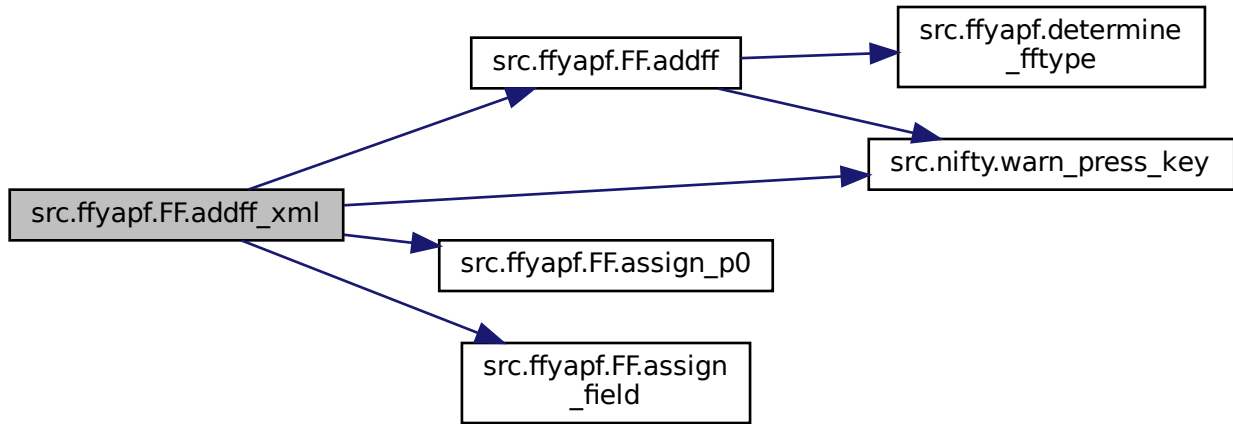 src.ffyapf.determine
_fftype
src.ffyapf.FF.addff
src.nifty.warn_press_key
src.ffyapf.FF.addff_xml
src.ffyapf.FF.assign_p0
src.ffyapf.FF.assign
_field